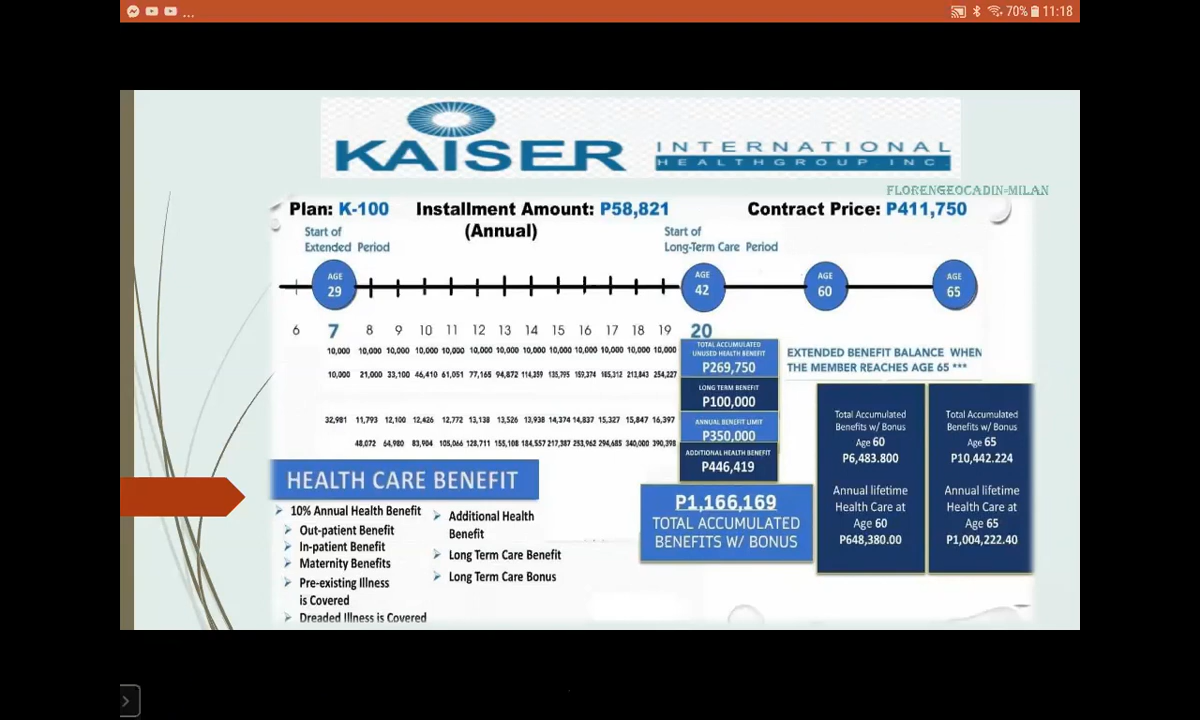 ... 70% 11:18
KAISER INTERNATIONAL
HEALTHGROUP INC.
FLORENGEOCADIN=MILAN
Plan: K-100 Installment Amount: P58,821 Contract Price: P411,750
(Annual)
Start of
Extended Period
Start of
Long-Term Care Period
AGE
29
AGE
42
AGE
60
AGE
65
6 7 8 9 10 11 12 13 14 15 16 17 18 19 20
10,000 10,000 10,000 10,000 10,000 10,000 10,000 10,000 10,000 10,000 10,000 10,000 10,000
10,000 21,000 33,100 46,410 61,051 77,165 94,872 114,359 135,795 159,374 185,312 213,843 254,227
32,981 11,793 12,100 12,426 12,772 13,138 13,526 13,938 14,374 14,837 15,327 15,847 16,397
48,072 64,980 83,904 105,066 128,711 155,108 184,557 217,387 253,962 294,685 340,000 390,398
TOTAL ACCUMULATED
UNUSED HEALTH BENEFIT
P269,750
LONG TERM BENEFIT
P100,000
ANNUAL BENEFIT LIMIT
P350,000
ADDITIONAL HEALTH BENEFIT
P446,419
P1,166,169
TOTAL ACCUMULATED
BENEFITS W/ BONUS
EXTENDED BENEFIT BALANCE WHEN
THE MEMBER REACHES AGE 65 ***
Total Accumulated
Benefits w/ Bonus
Age 60
P6,483.800
Annual lifetime
Health Care at
Age 60
P648,380.00
Total Accumulated
Benefits w/ Bonus
Age 65
P10,442.224
Annual lifetime
Health Care at
Age 65
P1,004,222.40
HEALTH CARE BENEFIT
10% Annual Health Benefit
Out-patient Benefit
In-patient Benefit
Maternity Benefits
Pre-existing Illness
is Covered
Dreaded Illness is Covered
Additional Health
Benefit
Long Term Care Benefit
Long Term Care Bonus